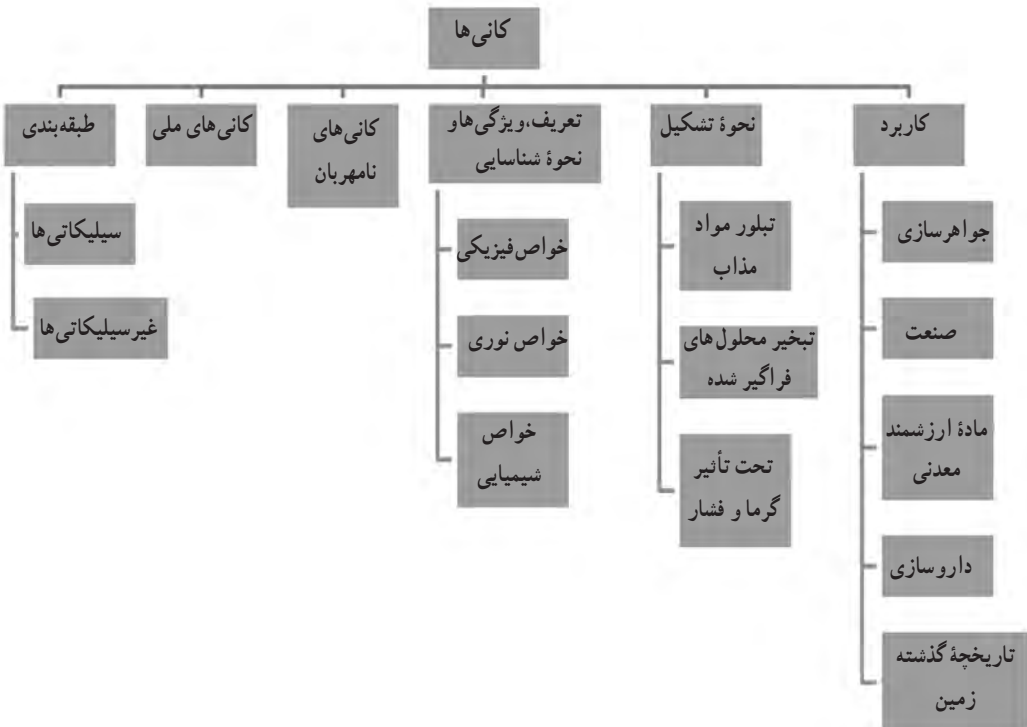 کانی‌ها
کاربرد
جواهرسازی
صنعت
مادهٔ ارزشمند
معدنی
داروسازی
تاریخچهٔ گذشته
زمین
نحوهٔ تشکیل
تبلور مواد
مذاب
تبخیر محلول‌های
فراگیر شده
تحت تأثیر
گرما و فشار
تعریف،ویژگی‌هاو
نحوهٔ شناسایی
خواص‌فیزیکی
خواص نوری
خواص
شیمیایی
کانی‌های
نامهربان
کانی‌های ملی
طبقه‌بندی
سیلیکاتی‌ها
غیرسیلیکاتی‌ها